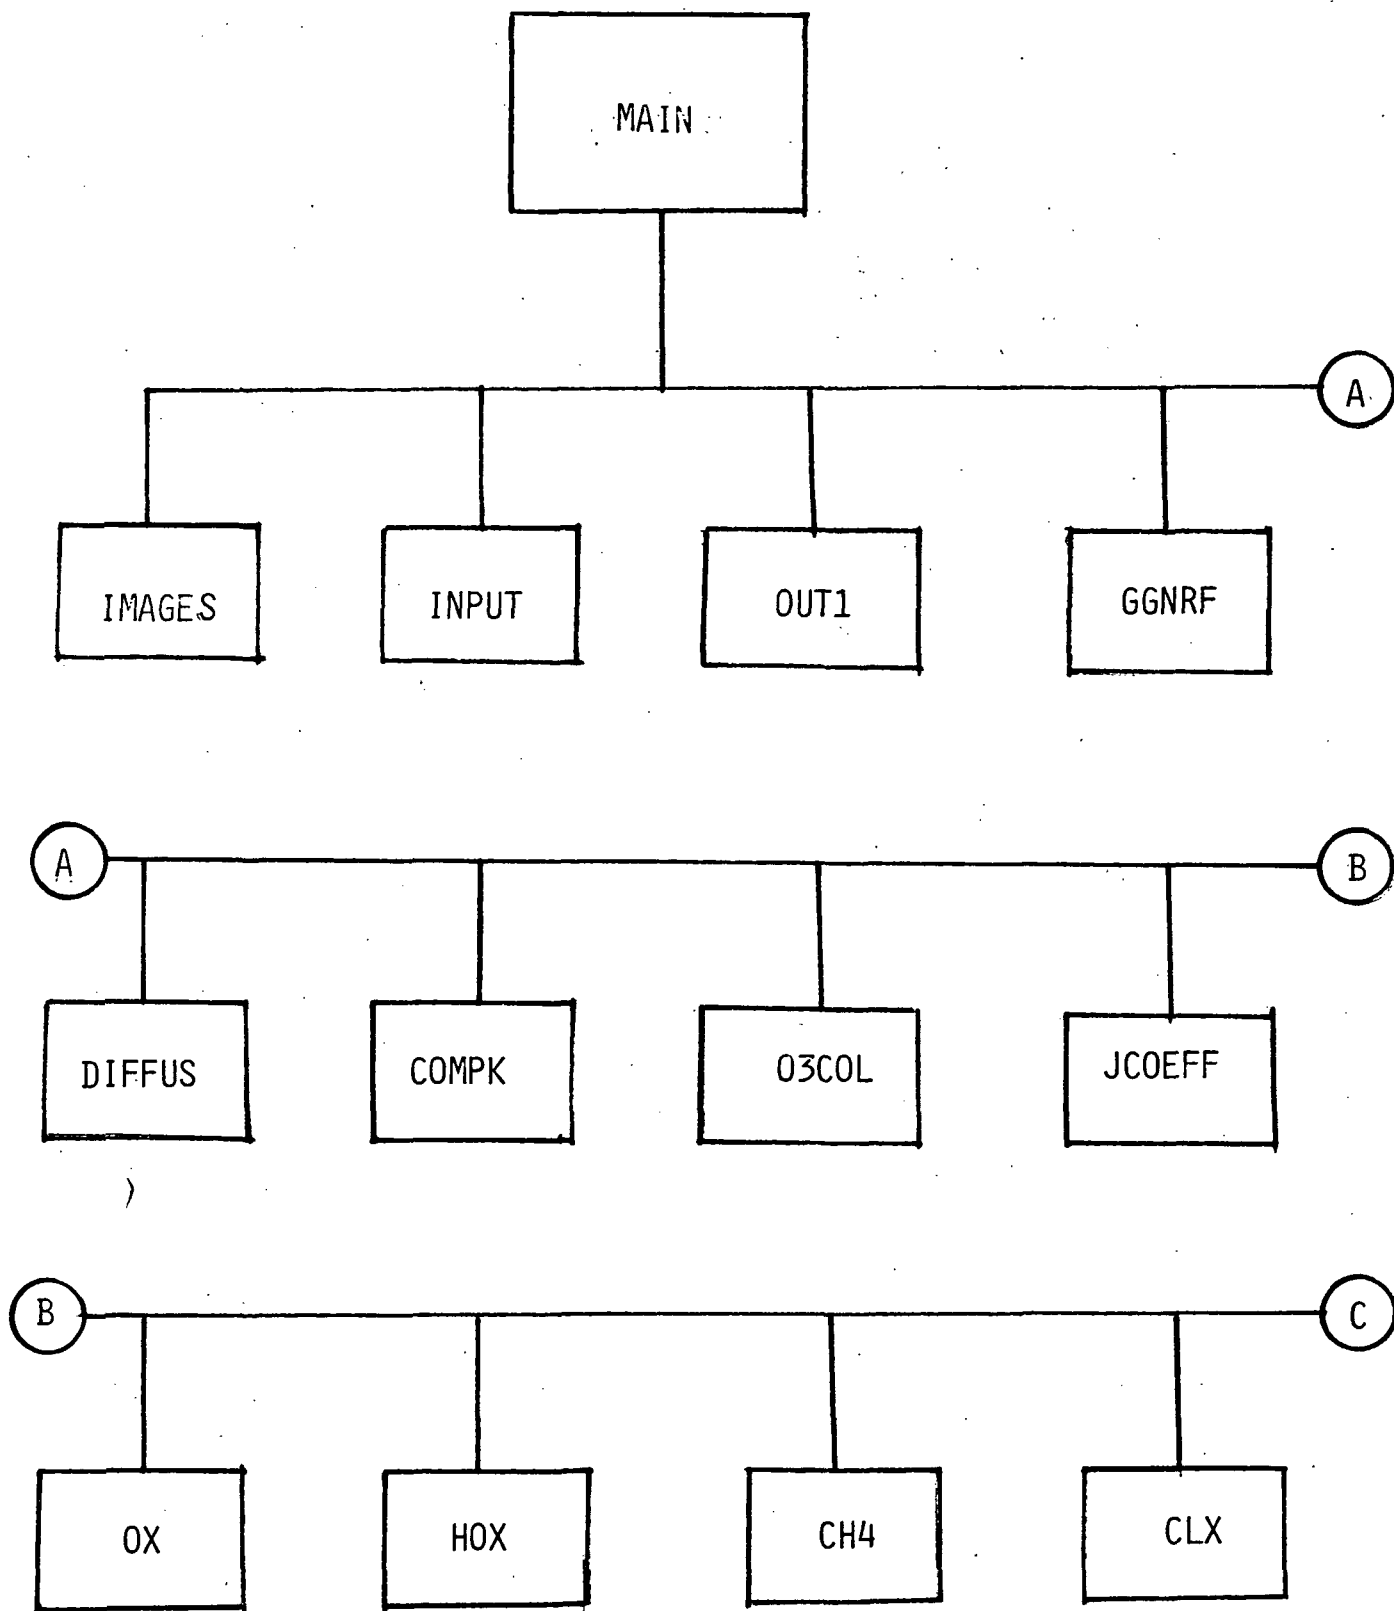 MAIN
A
IMAGES
INPUT
OUT1
GGNRF
A
B
DIFFUS
COMPK
O3COL
JCOEFF
B
C
OX
HOX
CH4
CLX